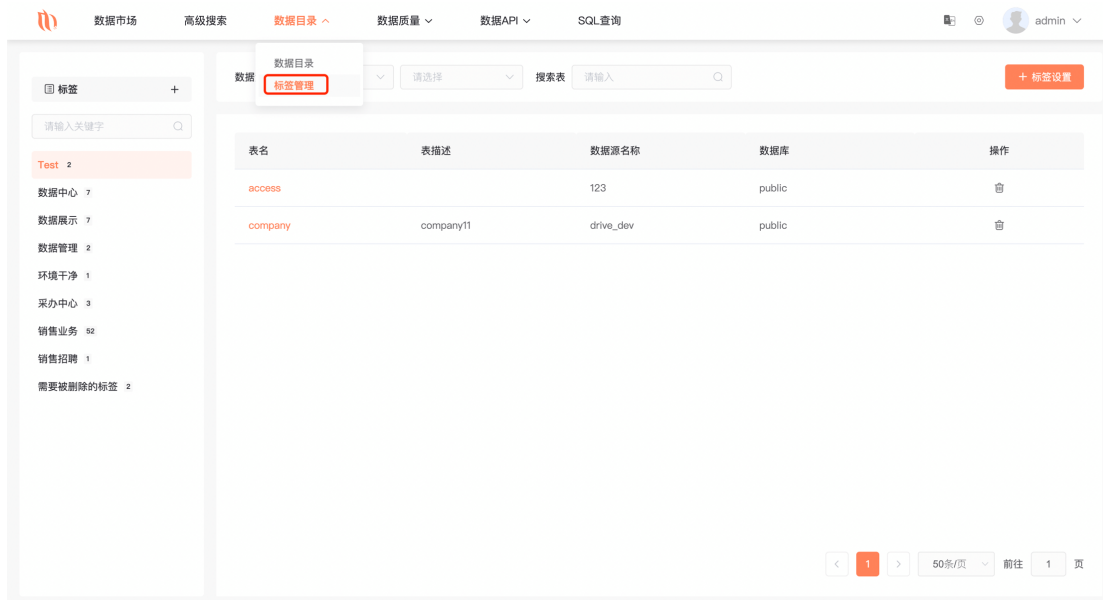 数据市场 高级搜索 数据目录 数据质量 数据API SQL查询 admin
数据目录
标签管理
标签 +
数据 请选择 搜索表 请输入 + 标签设置
请输入关键字
Test 2
数据中心 7
数据展示 7
数据管理 2
环境干净 1
采办中心 3
销售业务 52
销售招聘 1
需要被删除的标签 2
表名 表描述 数据源名称 数据库 操作
access 123 public
company company11 drive_dev public
< 1 > 50条/页 前往 1 页